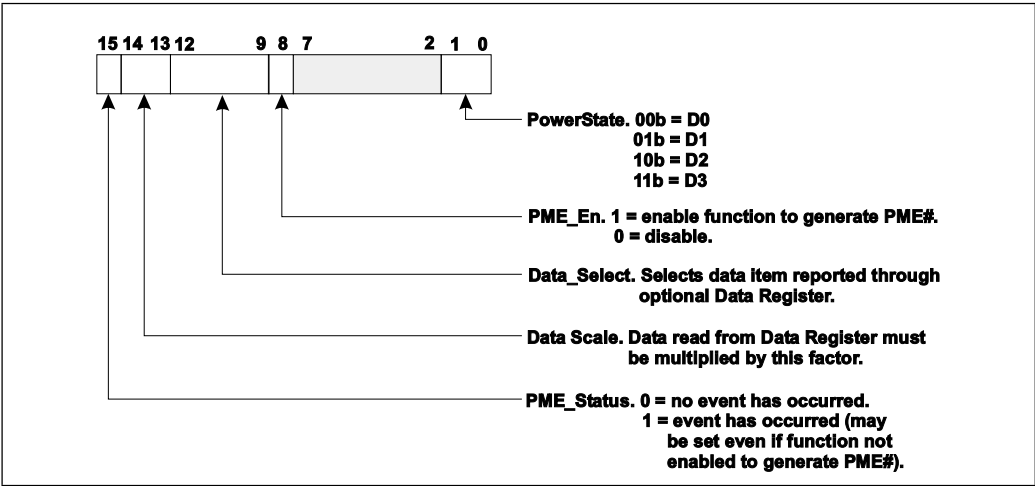 15 14 13 12 9 8 7 2 1 0
PowerState. 00b = D0
01b = D1
10b = D2
11b = D3
PME_En. 1 = enable function to generate PME#.
0 = disable.
Data_Select. Selects data item reported through
optional Data Register.
Data Scale. Data read from Data Register must
be multiplied by this factor.
PME_Status. 0 = no event has occurred.
1 = event has occurred (may
be set even if function not
enabled to generate PME#).